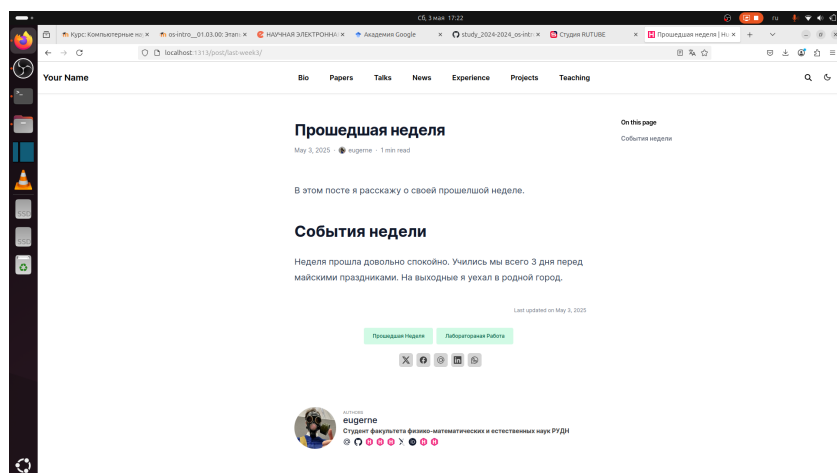 Сб, 3 мая 17:22
ru
Курс: Компьютерные на
os-intro__01.03.00: Этап
НАУЧНАЯ ЭЛЕКТРОННА
Академия Google
study_2024-2024_os-intr
Студия RUTUBE
Прошедшая неделя | Hu
localhost:1313/post/last-week3/
Your Name
Bio
Papers
Talks
News
Experience
Projects
Teaching
Прошедшая неделя
May 3, 2025 · eugerne · 1 min read
On this page
События недели
В этом посте я расскажу о своей прошелшой неделе.
События недели
Неделя прошла довольно спокойно. Учились мы всего 3 дня перед
майскими праздниками. На выходные я уехал в родной город.
Last updated on May 3, 2025
Прошедшая Неделя
Лабораторная Работа
AUTHORS
eugerne
Студент факультета физико-математических и естественных наук РУДН
SSD
SSD